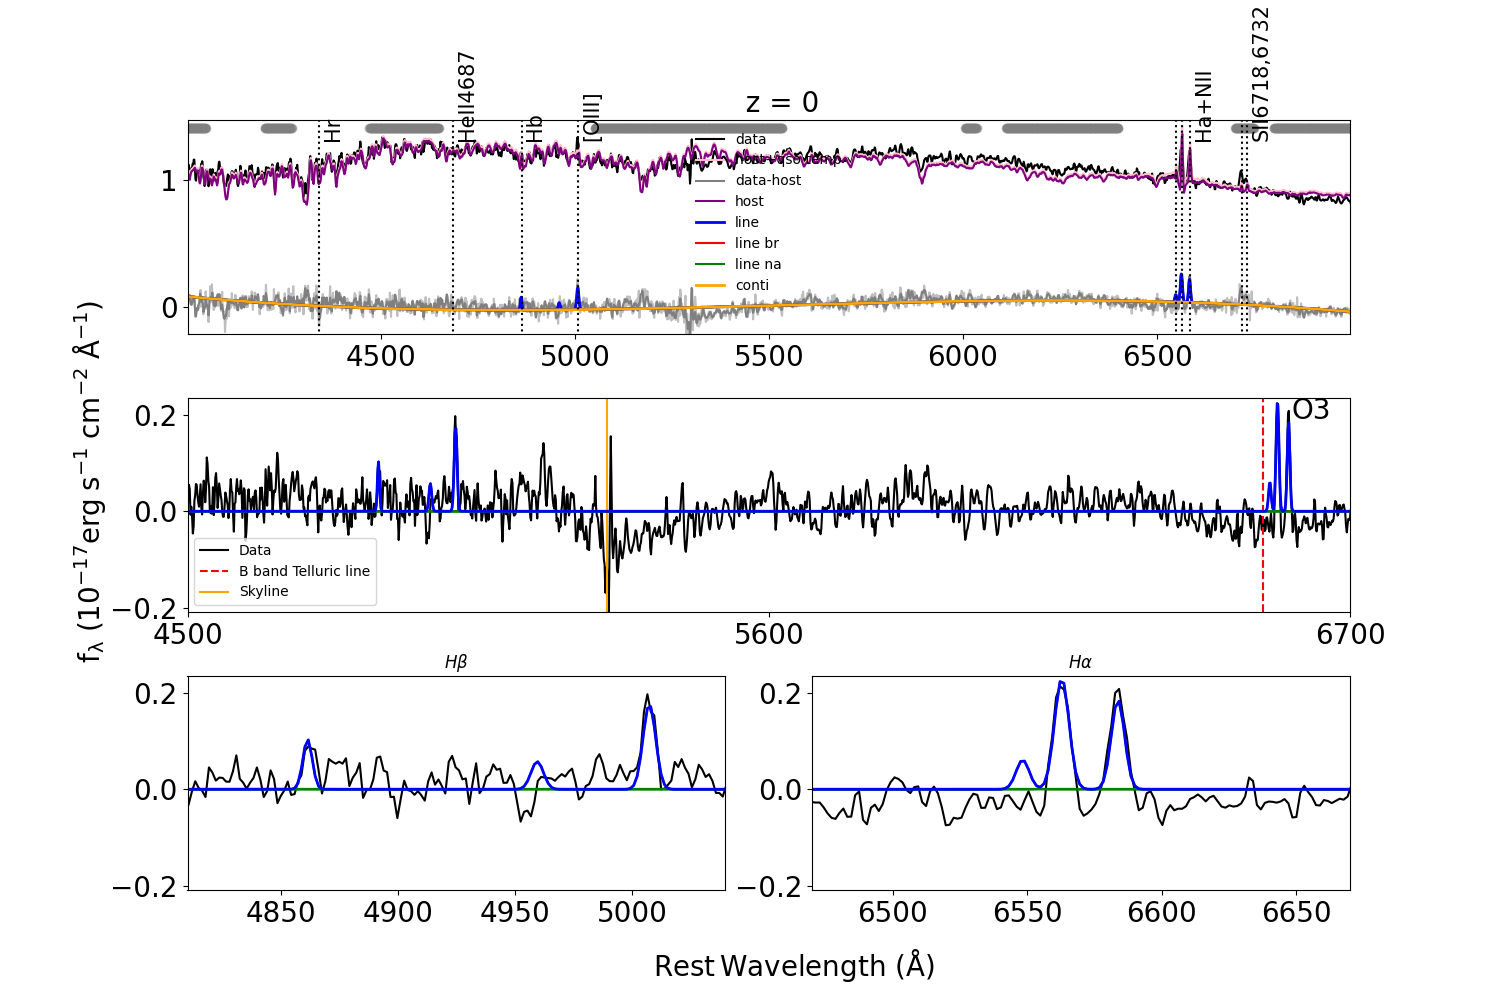 z = 0
Hr
HeII4687
Hb
[OIII]
Ha+NII
SII6718,6732
data
data-host
host
line
line br
line na
conti
1
0
4500 5000 5500 6000 6500
f_λ (10⁻¹⁷erg s⁻¹ cm⁻² Å⁻¹)
O3
0.2
0.0
−0.2
Data
B band Telluric line
Skyline
4500 5600 6700
Hβ
Hα
0.2
0.0
−0.2
0.2
0.0
−0.2
4850 4900 4950 5000
6500 6550 6600 6650
Rest Wavelength (Å)